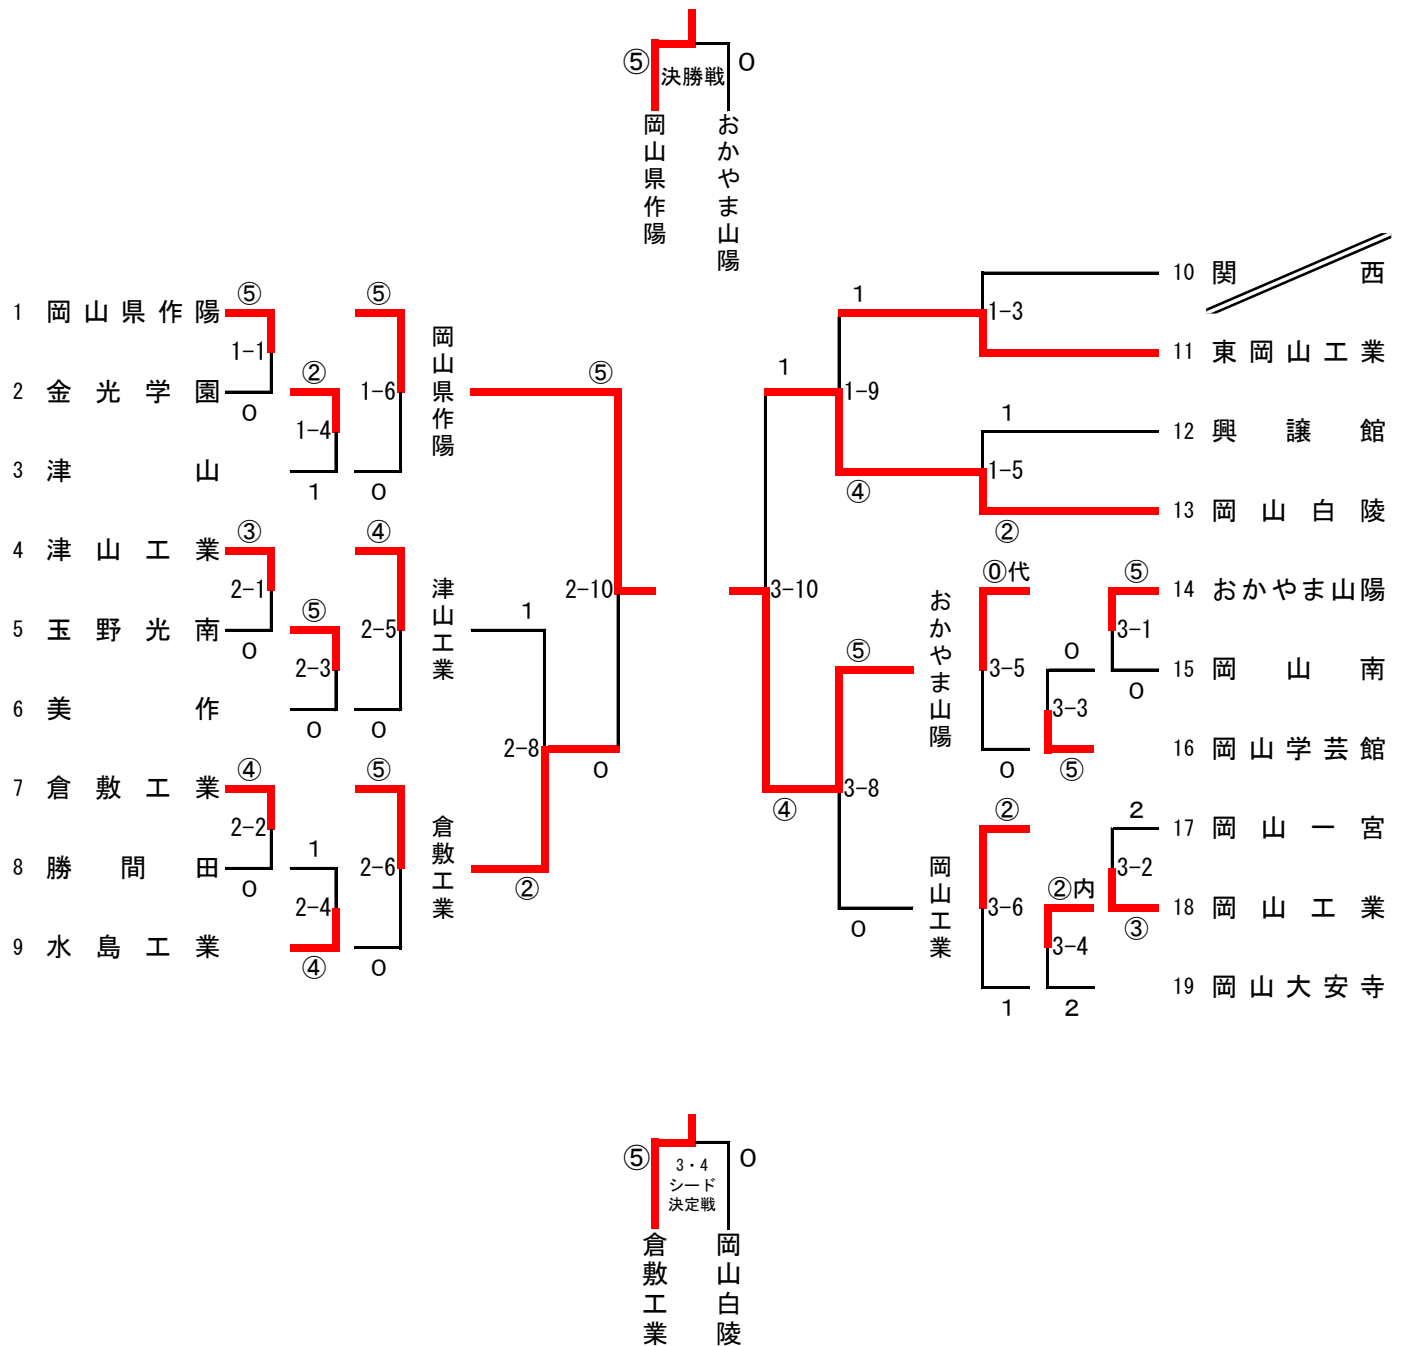 ⑤ 決勝戦 0
岡山県作陽
おかやま山陽
1 岡山県作陽
2 金光学園
3 津山
4 津山工業
5 玉野光南
6 美作
7 倉敷工業
8 勝間田
9 水島工業
⑤
1-1
0
③
2-1
0
④
2-2
0
②
1-4
1
⑤
2-3
0
1
2-4
④
⑤
1-6
0
④
2-5
0
⑤
2-6
0
岡山県作陽
津山工業
倉敷工業
1
2-8
②
⑤
2-10
0
1
3-10
④
1
1-9
④
⑤
3-8
0
おかやま山陽
岡山工業
1-3
1
1-5
②
⓪代
3-5
0
②
3-6
1
0
3-3
⑤
②内
3-4
2
⑤
3-1
0
2
3-2
③
10 関西
11 東岡山工業
12 興譲館
13 岡山白陵
14 おかやま山陽
15 岡山南
16 岡山学芸館
17 岡山一宮
18 岡山工業
19 岡山大安寺
⑤ 0
3・4
シード
決定戦
倉敷工業
岡山白陵